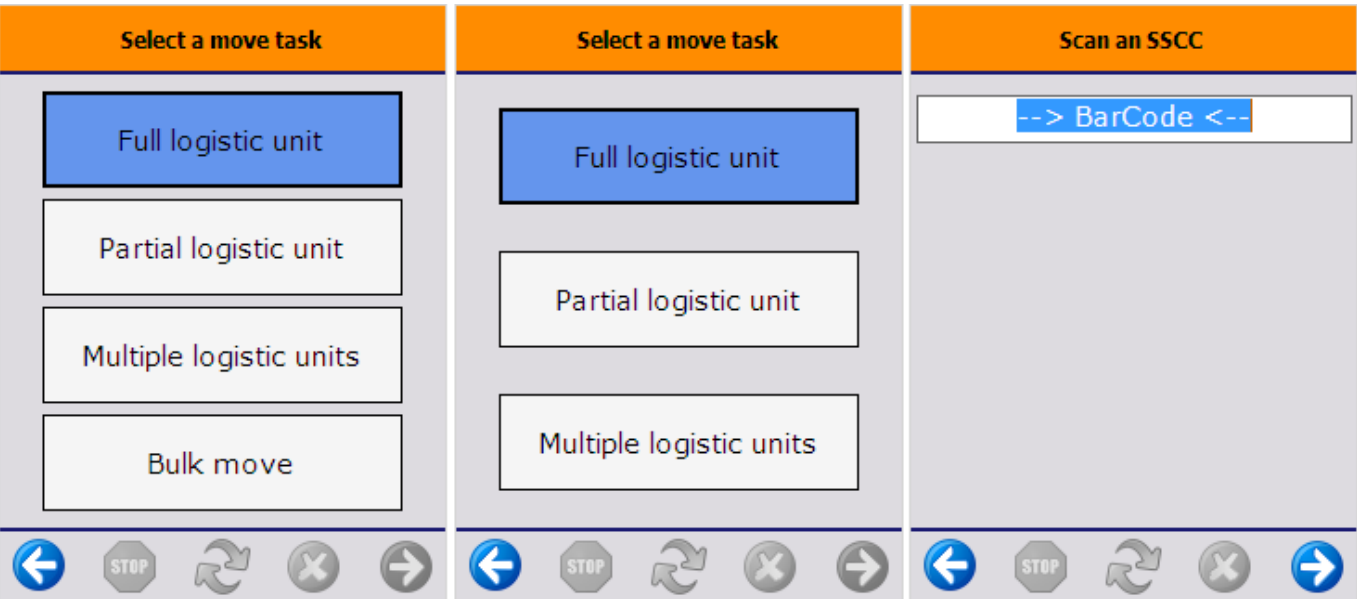 Select a move task
Full logistic unit
Partial logistic unit
Multiple logistic units
Bulk move
STOP
Select a move task
Full logistic unit
Partial logistic unit
Multiple logistic units
STOP
Scan an SSCC
--> BarCode <--
STOP